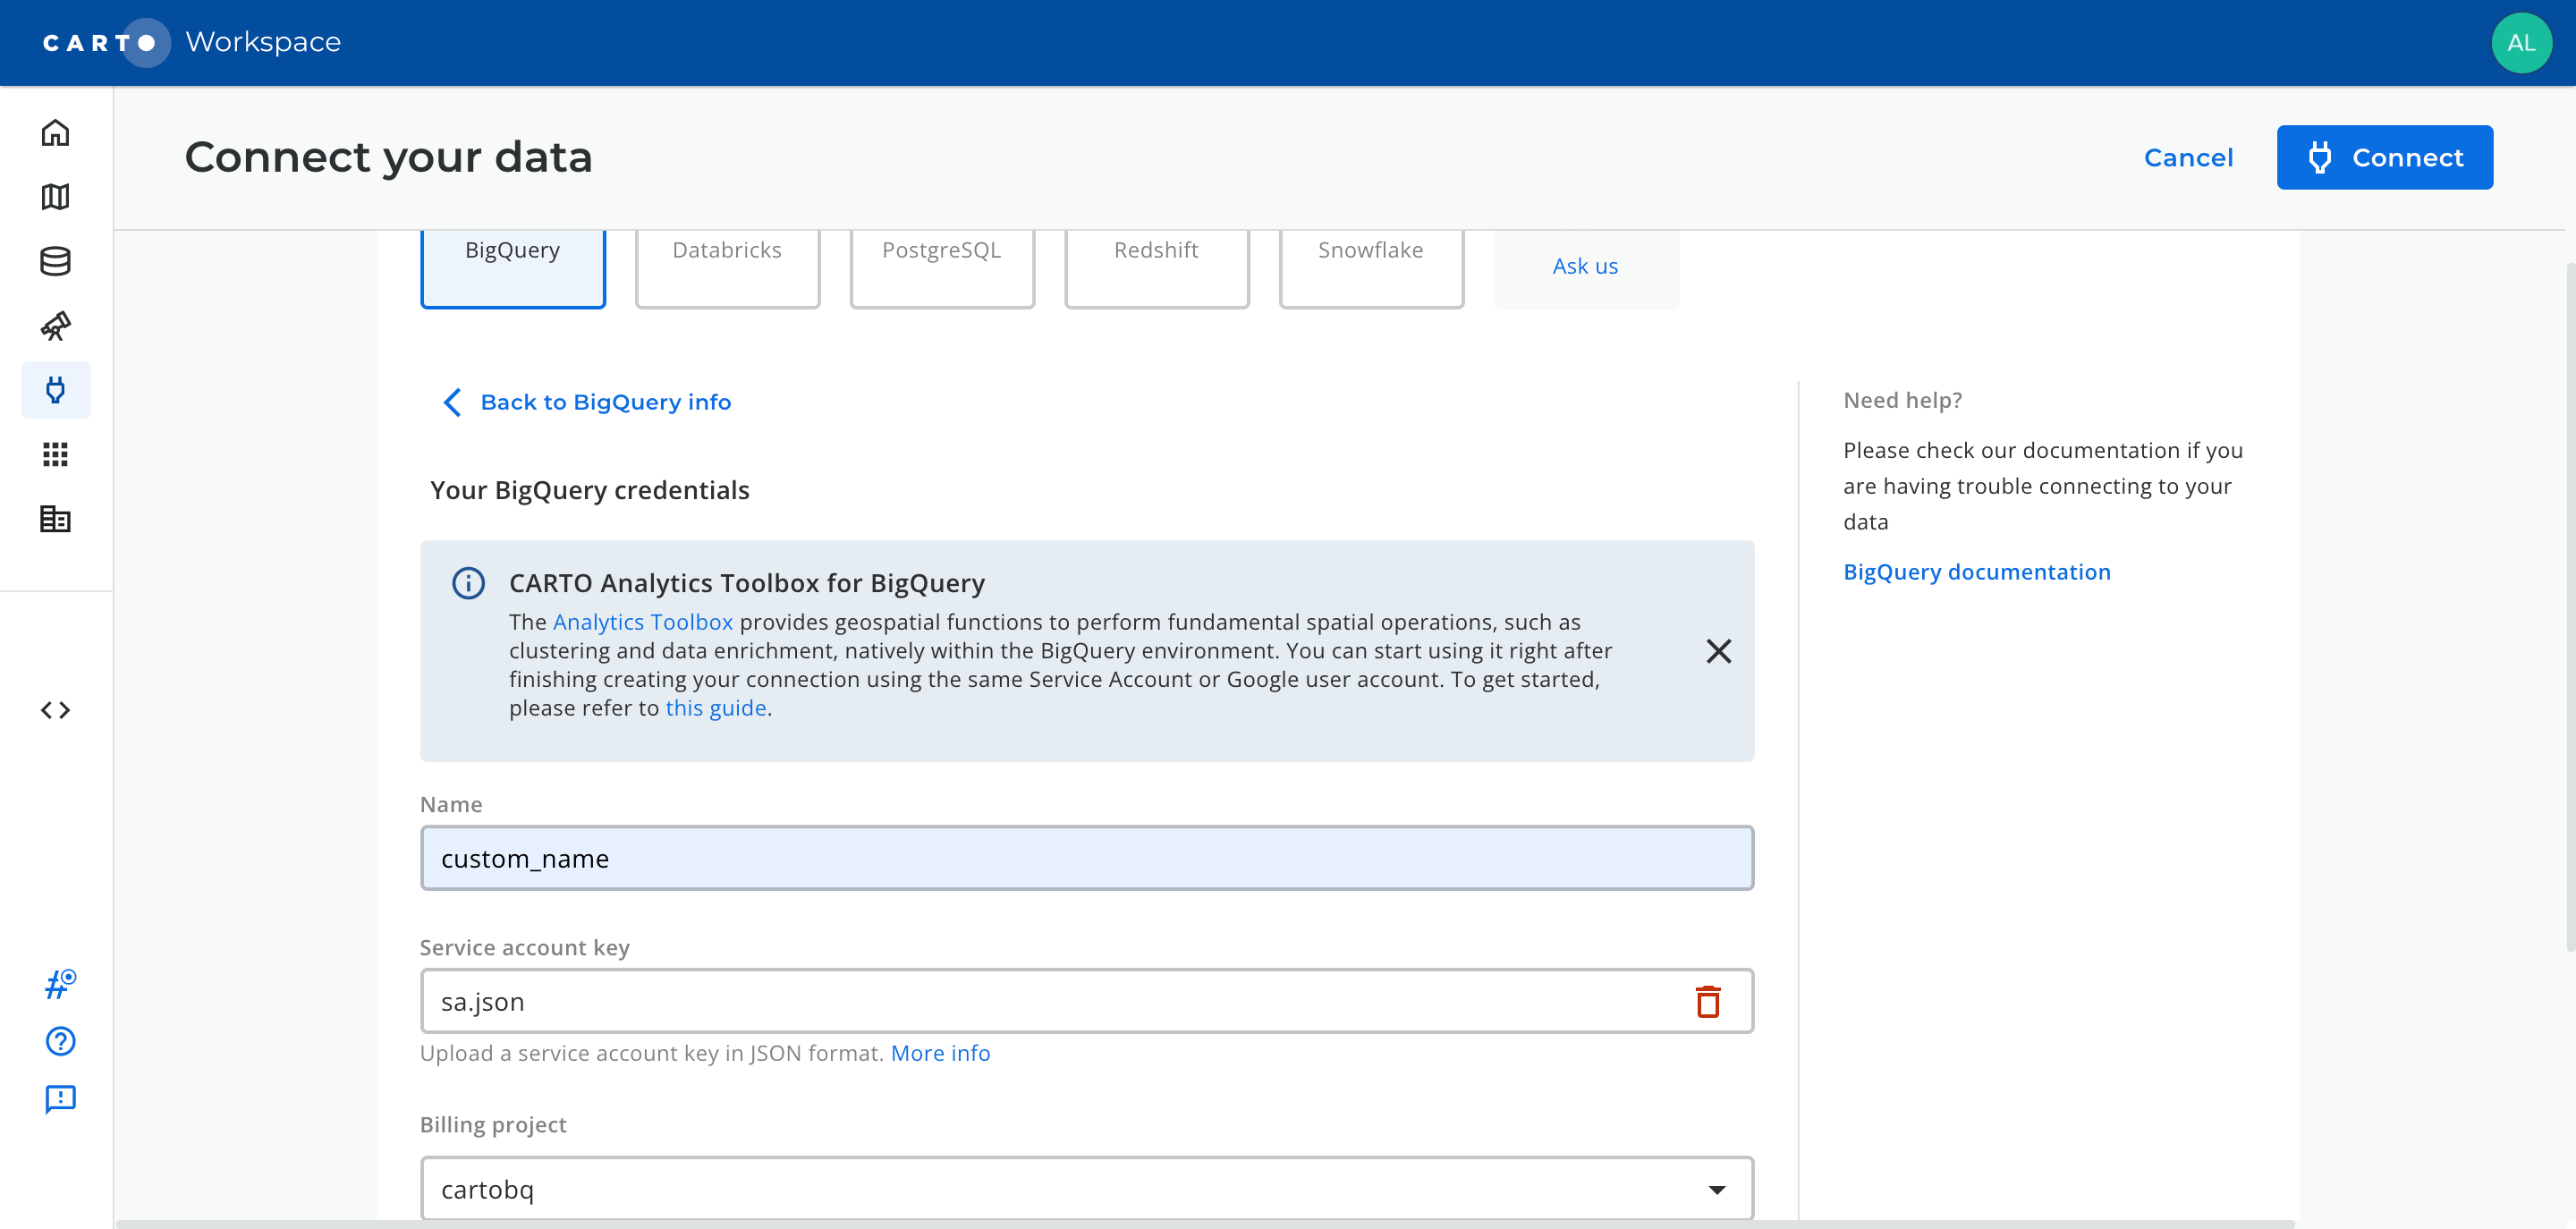 CARTO Workspace
AL
Connect your data
Cancel
Connect
BigQuery
Databricks
PostgreSQL
Redshift
Snowflake
Ask us
Back to BigQuery info
Your BigQuery credentials
CARTO Analytics Toolbox for BigQuery
The Analytics Toolbox provides geospatial functions to perform fundamental spatial operations, such as
clustering and data enrichment, natively within the BigQuery environment. You can start using it right after
finishing creating your connection using the same Service Account or Google user account. To get started,
please refer to this guide.
Name
custom_name
Service account key
sa.json
Upload a service account key in JSON format. More info
Billing project
cartobq
Need help?
Please check our documentation if you
are having trouble connecting to your
data
BigQuery documentation